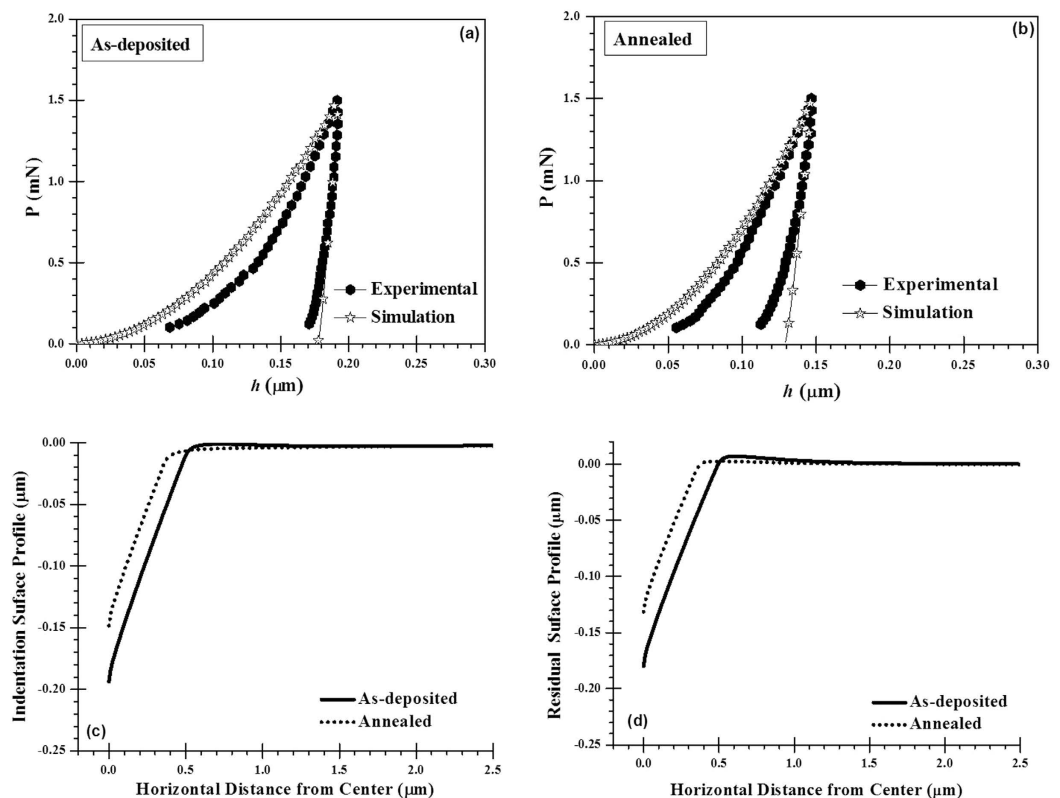 2.0
(a)
As-deposited
1.5
P (mN)
1.0
0.5
Experimental
Simulation
0.0
0.00 0.05 0.10 0.15 0.20 0.25 0.30
h (μm)
2.0
(b)
Annealed
1.5
P (mN)
1.0
0.5
Experimental
Simulation
0.0
0.00 0.05 0.10 0.15 0.20 0.25 0.30
h (μm)
0.00
-0.05
-0.10
-0.15
-0.20
-0.25
Indentation Suface Profile (μm)
As-deposited
Annealed
(c)
0.0 0.5 1.0 1.5 2.0 2.5
Horizontal Distance from Center (μm)
0.00
-0.05
-0.10
-0.15
-0.20
-0.25
Residual Suface Profile (μm)
As-deposited
Annealed
(d)
0.0 0.5 1.0 1.5 2.0 2.5
Horizontal Distance from Center (μm)